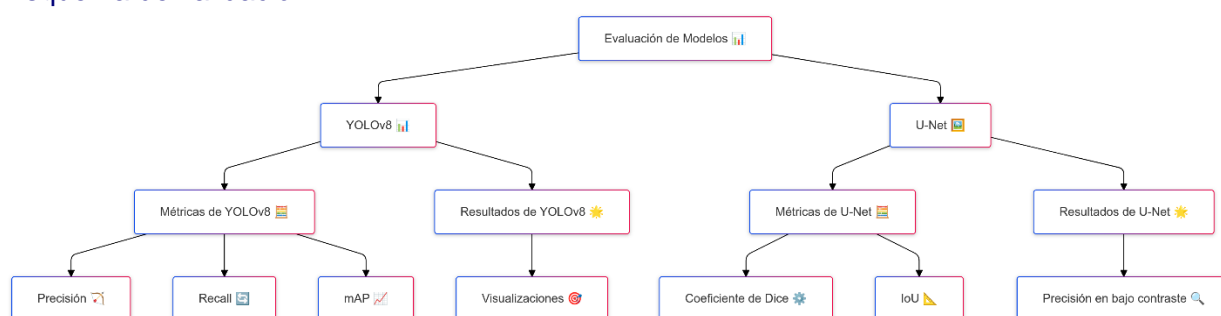 Evaluación de Modelos 📊
YOLOv8 📊
U-Net 🖼️
Métricas de YOLOv8 🧮
Resultados de YOLOv8 🌟
Métricas de U-Net 🧮
Resultados de U-Net 🌟
Precisión 🏹
Recall 🔄
mAP 📈
Visualizaciones 🎯
Coeficiente de Dice ⚙️
IoU 📐
Precisión en bajo contraste 🔍